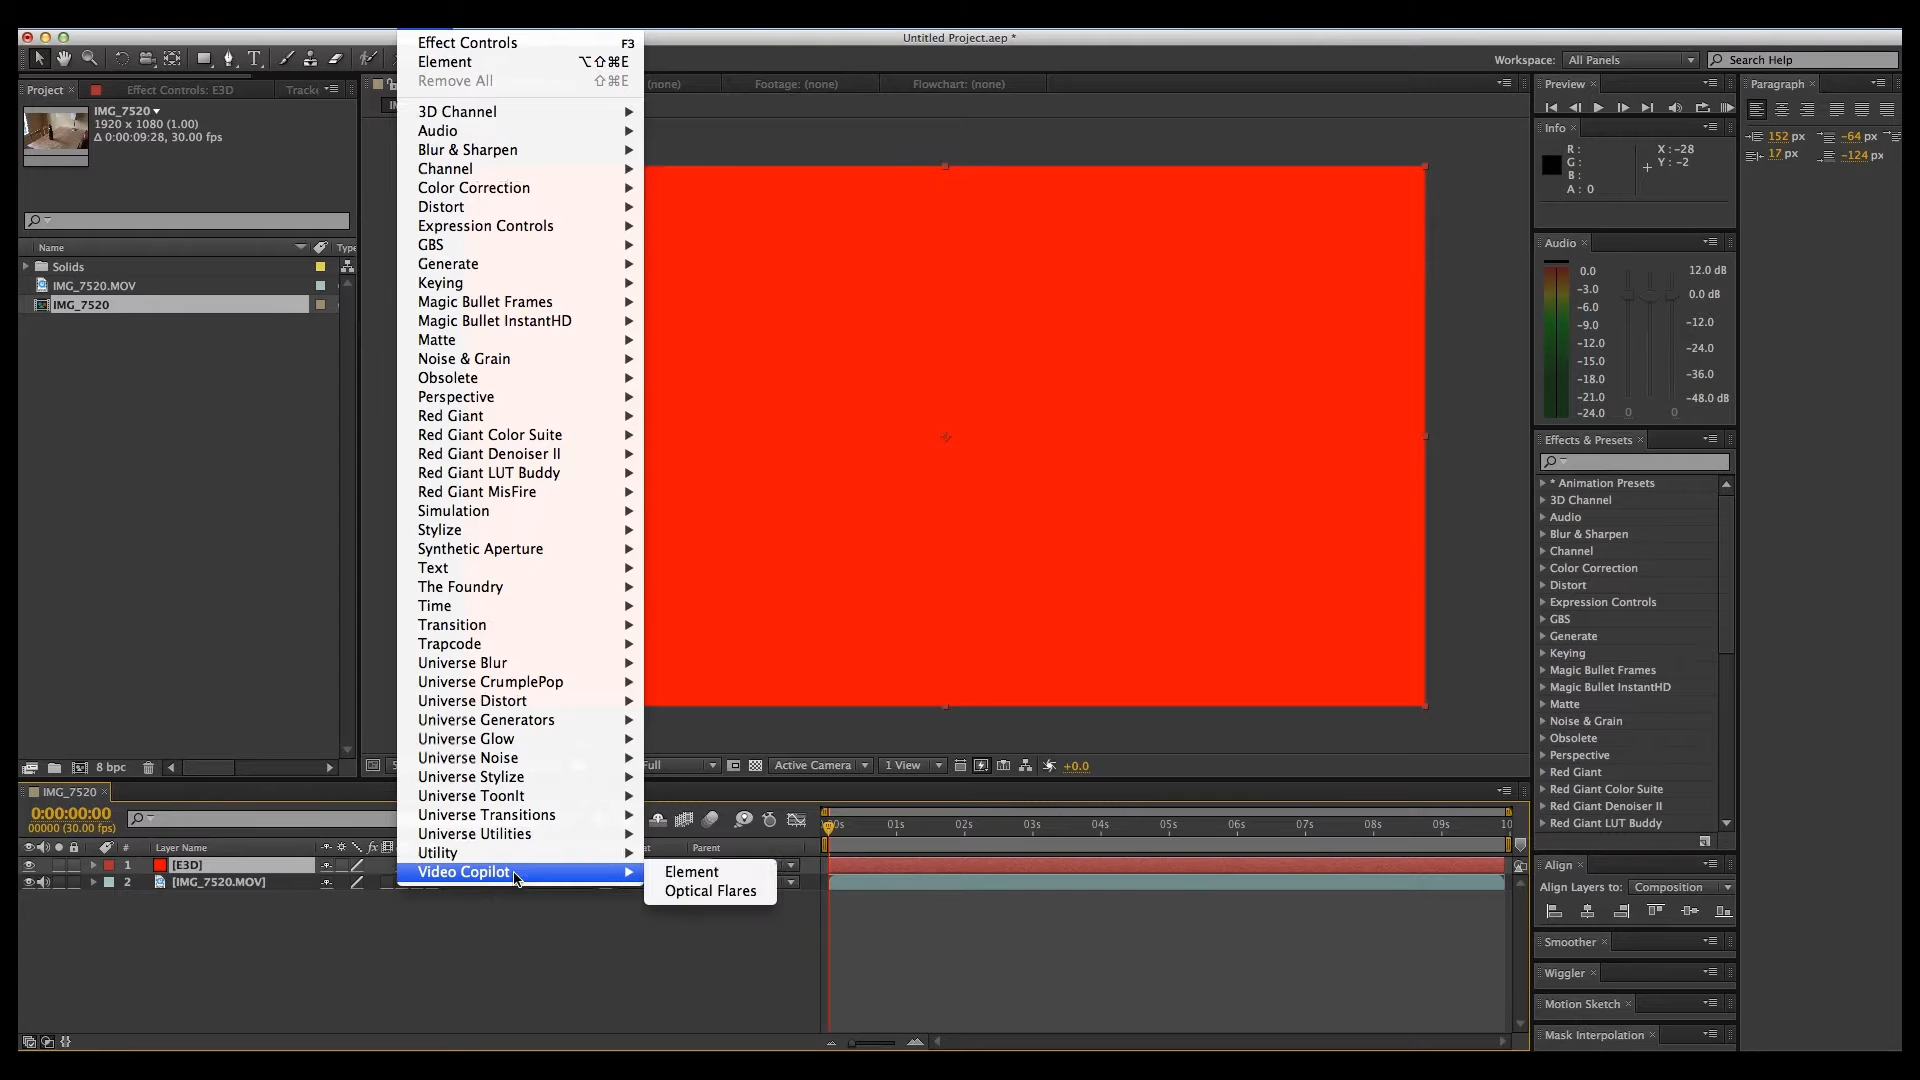 Untitled Project.aep *
Workspace: All Panels
Search Help
Effect Controls F3
Element ⌥⇧⌘E
Remove All ⇧⌘E
3D Channel
Audio
Blur & Sharpen
Channel
Color Correction
Distort
Expression Controls
GBS
Generate
Keying
Magic Bullet Frames
Magic Bullet InstantHD
Matte
Noise & Grain
Obsolete
Perspective
Red Giant
Red Giant Color Suite
Red Giant Denoiser II
Red Giant LUT Buddy
Red Giant MisFire
Simulation
Stylize
Synthetic Aperture
Text
The Foundry
Time
Transition
Trapcode
Universe Blur
Universe CrumplePop
Universe Distort
Universe Generators
Universe Glow
Universe Noise
Universe Stylize
Universe ToonIt
Universe Transitions
Universe Utilities
Utility
Video Copilot
Element
Optical Flares
Project
Effect Controls: E3D
IMG_7520
1920 x 1080 (1.00)
Δ 0:00:09:28, 30.00 fps
Name Type
Solids
IMG_7520.MOV
IMG_7520
8 bpc
(none)
Footage: (none)
Flowchart: (none)
Full
Active Camera
1 View
+0.0
IMG_7520
0:00:00:00
00000 (30.00 fps)
# Layer Name
Parent
1 [E3D]
2 [IMG_7520.MOV]
01s 02s 03s 04s 05s 06s 07s 08s 09s 10
Preview
Info
R :
G :
B :
A : 0
X : -28
Y : -2
Audio
0.0
-3.0
-6.0
-9.0
-12.0
-15.0
-18.0
-21.0
-24.0
12.0 dB
0.0 dB
-12.0
-24.0
-36.0
-48.0 dB
0 0
Effects & Presets
* Animation Presets
3D Channel
Audio
Blur & Sharpen
Channel
Color Correction
Distort
Expression Controls
GBS
Generate
Keying
Magic Bullet Frames
Magic Bullet InstantHD
Matte
Noise & Grain
Obsolete
Perspective
Red Giant
Red Giant Color Suite
Red Giant Denoiser II
Red Giant LUT Buddy
Align
Align Layers to: Composition
Smoother
Wiggler
Motion Sketch
Mask Interpolation
Paragraph
152 px -64 px
17 px -124 px